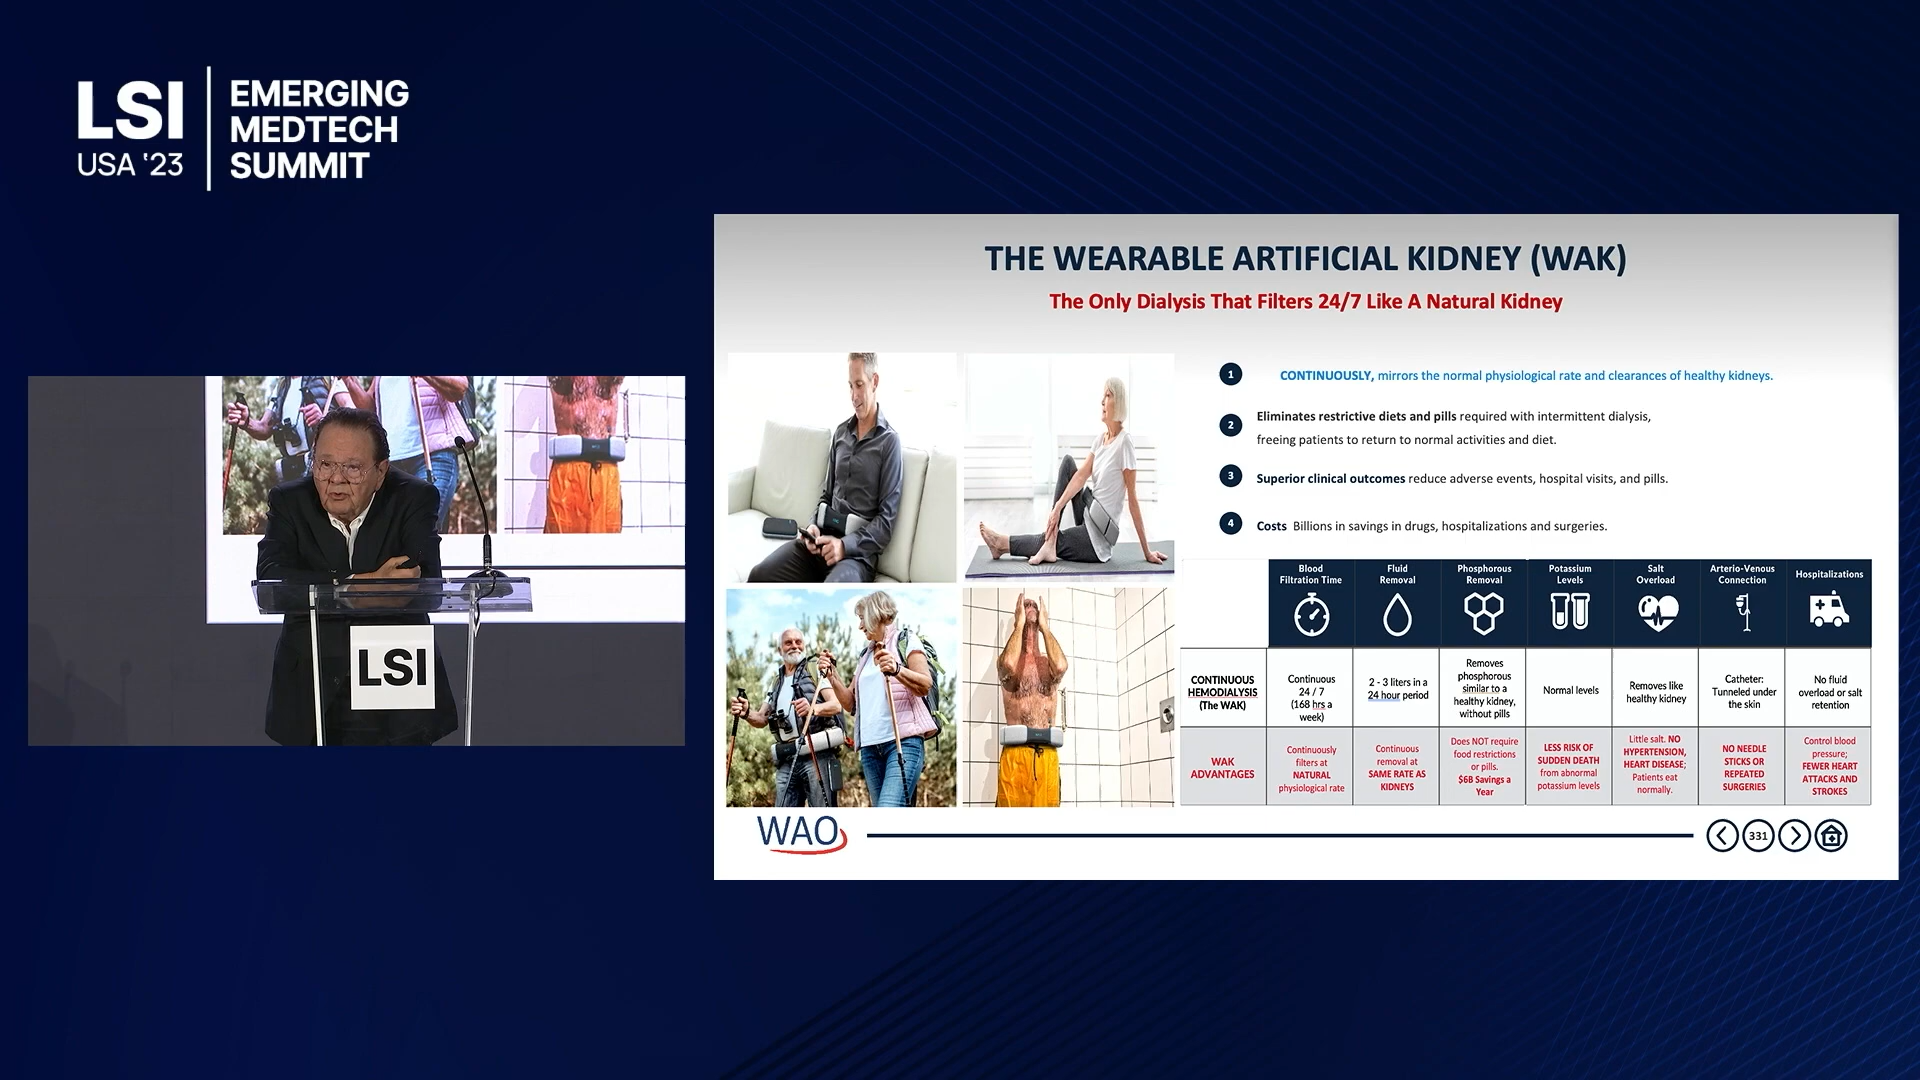 LSI
USA '23
EMERGING
MEDTECH
SUMMIT
LSI
THE WEARABLE ARTIFICIAL KIDNEY (WAK)
The Only Dialysis That Filters 24/7 Like A Natural Kidney
1
CONTINUOUSLY, mirrors the normal physiological rate and clearances of healthy kidneys.
2
Eliminates restrictive diets and pills required with intermittent dialysis,
freeing patients to return to normal activities and diet.
3
Superior clinical outcomes reduce adverse events, hospital visits, and pills.
4
Costs Billions in savings in drugs, hospitalizations and surgeries.
Blood
Filtration Time
Fluid
Removal
Phosphorous
Removal
Potassium
Levels
Salt
Overload
Arterio-Venous
Connection
Hospitalizations
CONTINUOUS
HEMODIALYSIS
(The WAK)
Continuous
24 / 7
(168 hrs a
week)
2 - 3 liters in a
24 hour period
Removes
phosphorous
similar to a
healthy kidney,
without pills
Normal levels
Removes like
healthy kidney
Catheter:
Tunneled under
the skin
No fluid
overload or salt
retention
WAK
ADVANTAGES
Continuously
filters at
NATURAL
physiological rate
Continuous
removal at
SAME RATE AS
KIDNEYS
Does NOT require
food restrictions
or pills.
$6B Savings a
Year
LESS RISK OF
SUDDEN DEATH
from abnormal
potassium levels
Little salt. NO
HYPERTENSION,
HEART DISEASE;
Patients eat
normally.
NO NEEDLE
STICKS OR
REPEATED
SURGERIES
Control blood
pressure;
FEWER HEART
ATTACKS AND
STROKES
WAO
331